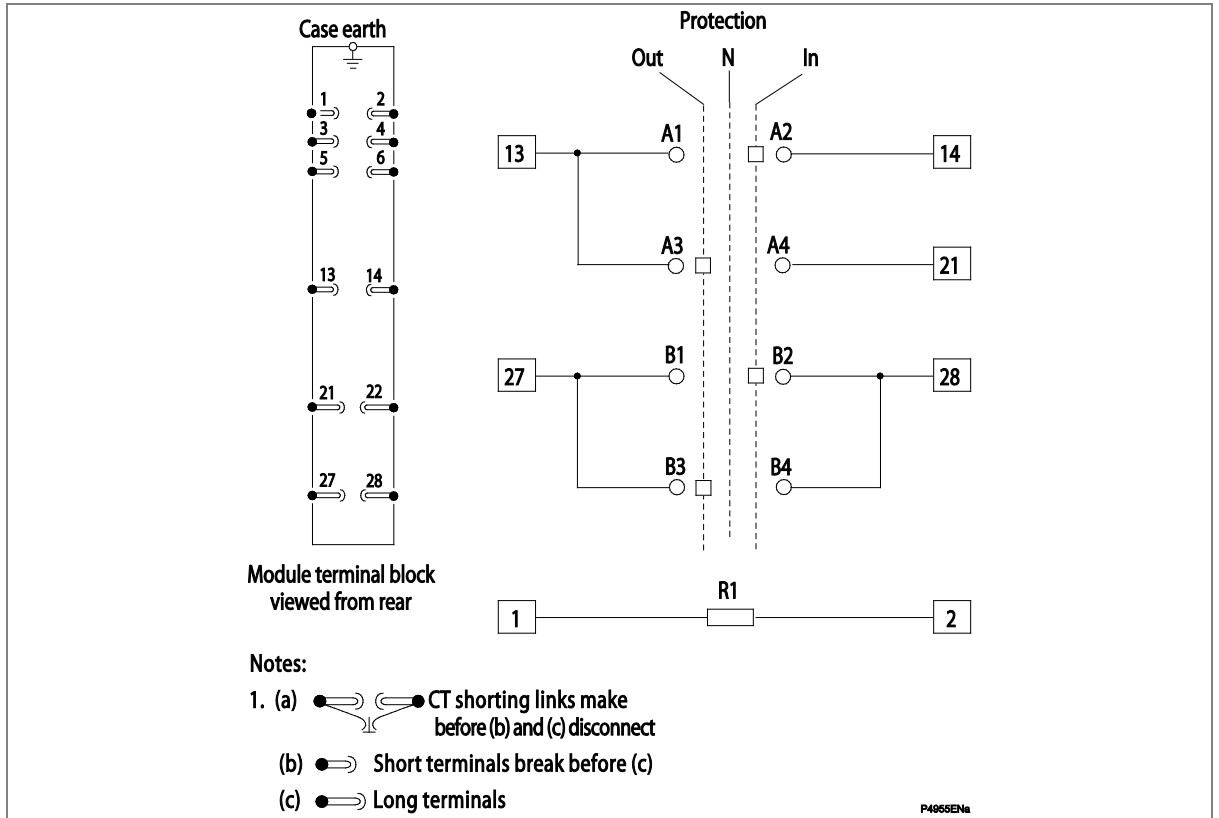 Case earth
1 2
3 4
5 6
13 14
21 22
27 28
Module terminal block
viewed from rear
Protection
Out N In
13 A1 A2 14
A3 A4 21
27 B1 B2 28
B3 B4
R1
1 2
Notes:
1. (a) CT shorting links make
before (b) and (c) disconnect
(b) Short terminals break before (c)
(c) Long terminals
P4955ENa